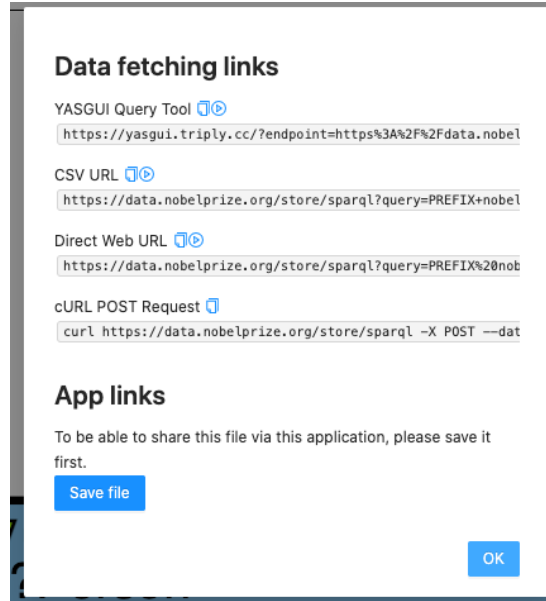 Data fetching links
YASGUI Query Tool
https://yasgui.triply.cc/?endpoint=https%3A%2F%2Fdata.nobel
CSV URL
https://data.nobelprize.org/store/sparql?query=PREFIX+nobel
Direct Web URL
https://data.nobelprize.org/store/sparql?query=PREFIX%20nob
cURL POST Request
curl https://data.nobelprize.org/store/sparql -X POST --dat
App links
To be able to share this file via this application, please save it
first.
Save file
OK